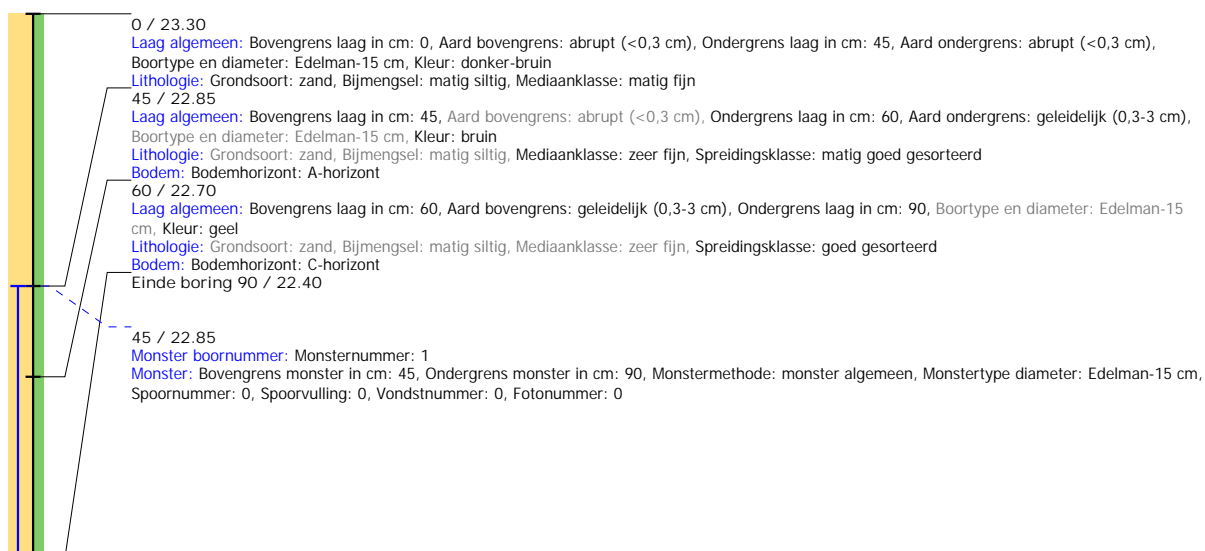 0 / 23.30
Laag algemeen: Bovengrens laag in cm: 0, Aard bovengrens: abrupt (<0,3 cm), Ondergrens laag in cm: 45, Aard ondergrens: abrupt (<0,3 cm),
Boortype en diameter: Edelman-15 cm, Kleur: donker-bruin
Lithologie: Grondsoort: zand, Bijmengsel: matig siltig, Mediaanklasse: matig fijn
45 / 22.85
Laag algemeen: Bovengrens laag in cm: 45, Aard bovengrens: abrupt (<0,3 cm), Ondergrens laag in cm: 60, Aard ondergrens: geleidelijk (0,3-3 cm),
Boortype en diameter: Edelman-15 cm, Kleur: bruin
Lithologie: Grondsoort: zand, Bijmengsel: matig siltig, Mediaanklasse: zeer fijn, Spreidingsklasse: matig goed gesorteerd
Bodem: Bodemhorizont: A-horizont
60 / 22.70
Laag algemeen: Bovengrens laag in cm: 60, Aard bovengrens: geleidelijk (0,3-3 cm), Ondergrens laag in cm: 90, Boortype en diameter: Edelman-15
cm, Kleur: geel
Lithologie: Grondsoort: zand, Bijmengsel: matig siltig, Mediaanklasse: zeer fijn, Spreidingsklasse: goed gesorteerd
Bodem: Bodemhorizont: C-horizont
Einde boring 90 / 22.40
45 / 22.85
Monster boornummer: Monsternummer: 1
Monster: Bovengrens monster in cm: 45, Ondergrens monster in cm: 90, Monstermethode: monster algemeen, Monstertype diameter: Edelman-15 cm,
Spoornummer: 0, Spoorvulling: 0, Vondstnummer: 0, Fotonummer: 0